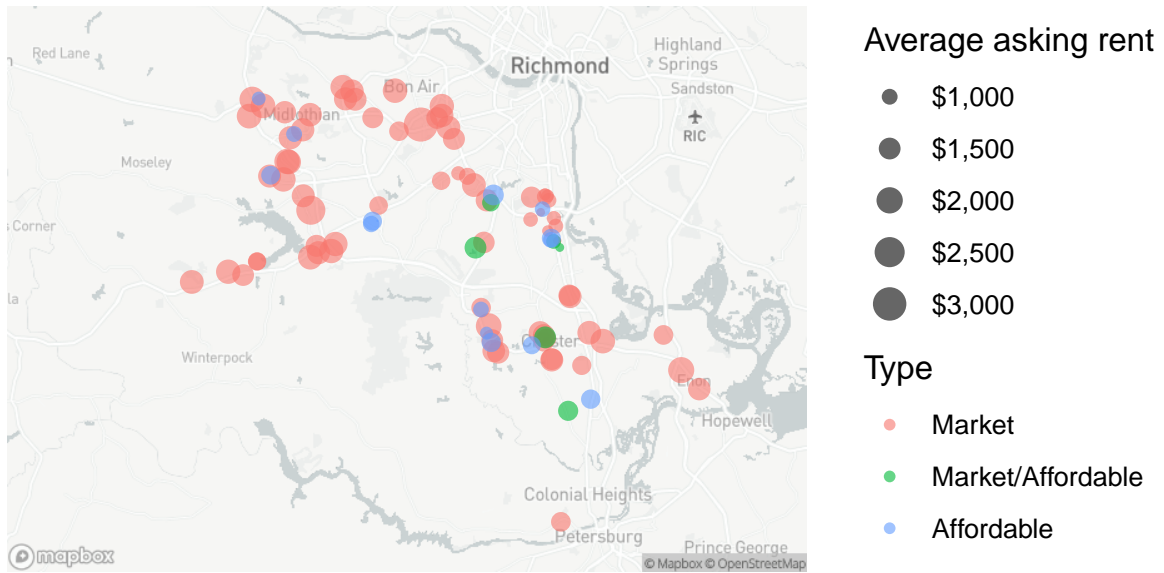 Red Lane
Highland
Springs
Richmond
Sandston
Bon Air
Midlothian
RIC
Moseley
s Corner
la
Winterpock
Chester
Enon
Hopewell
Colonial Heights
Petersburg
Prince George
mapbox
© Mapbox © OpenStreetMap
Average asking rent
$1,000
$1,500
$2,000
$2,500
$3,000
Type
Market
Market/Affordable
Affordable